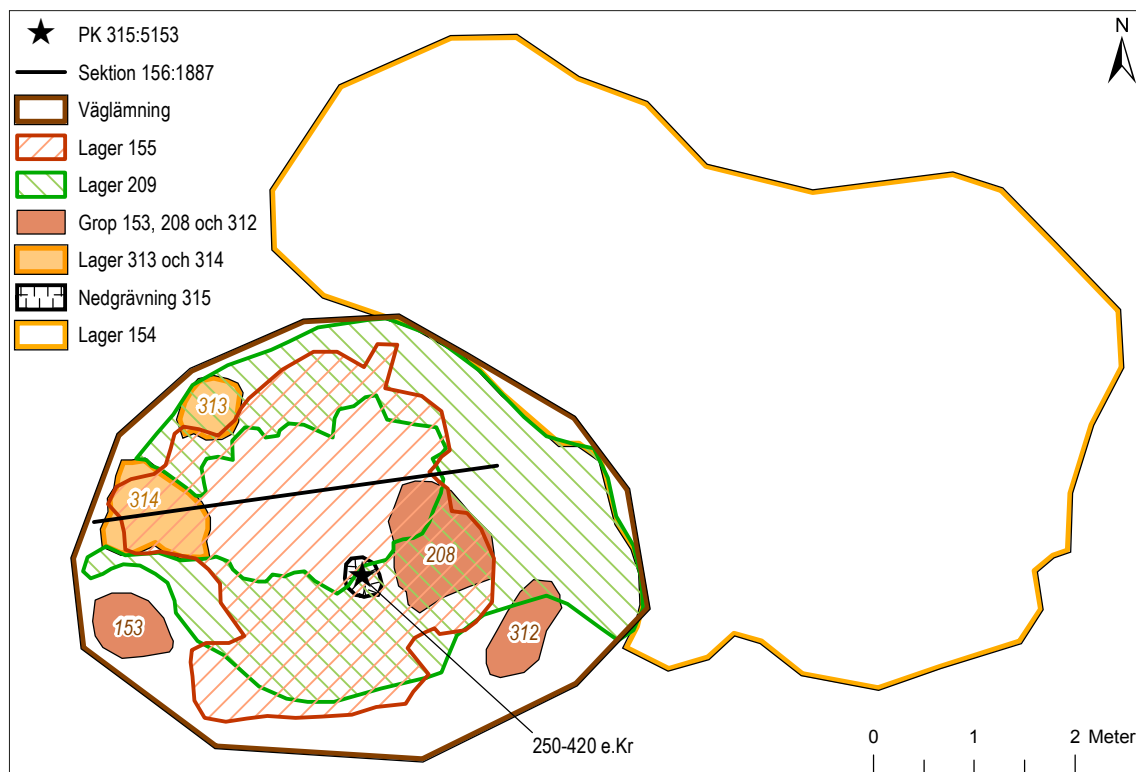 PK 315:5153
Sektion 156:1887
Väglämning
Lager 155
Lager 209
Grop 153, 208 och 312
Lager 313 och 314
Nedgrävning 315
Lager 154
N
313
314
208
153
312
250-420 e.Kr
0 1 2 Meter